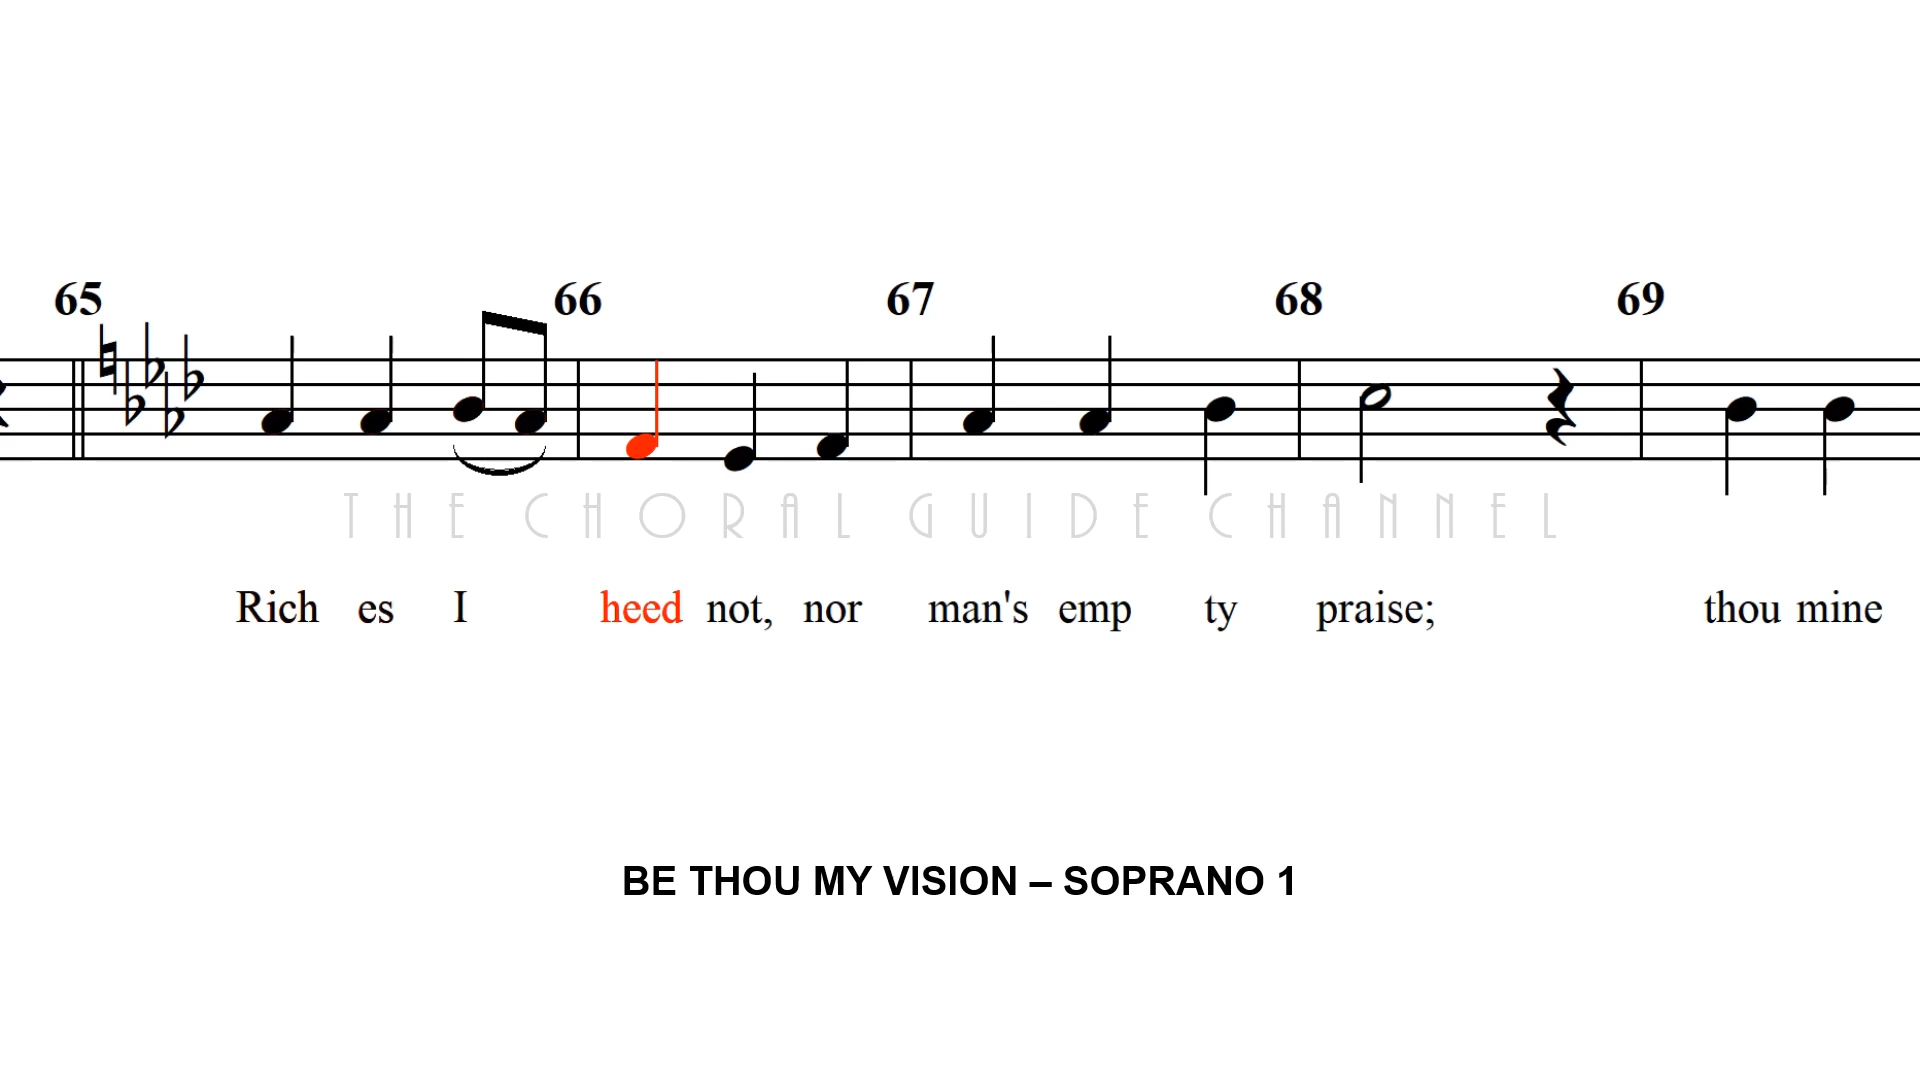 65 66 67 68 69
THE CHORAL GUIDE CHANNEL
Rich es I heed not, nor man's emp ty praise; thou mine
BE THOU MY VISION – SOPRANO 1